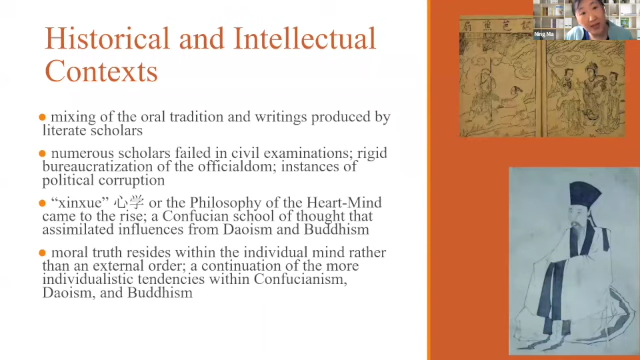 Historical and Intellectual
Contexts
mixing of the oral tradition and writings produced by
literate scholars
numerous scholars failed in civil examinations; rigid
bureaucratization of the officialdom; instances of
political corruption
“xinxue” 心学 or the Philosophy of the Heart-Mind
came to the rise; a Confucian school of thought that
assimilated influences from Daoism and Buddhism
moral truth resides within the individual mind rather
than an external order; a continuation of the more
individualistic tendencies within Confucianism,
Daoism, and Buddhism